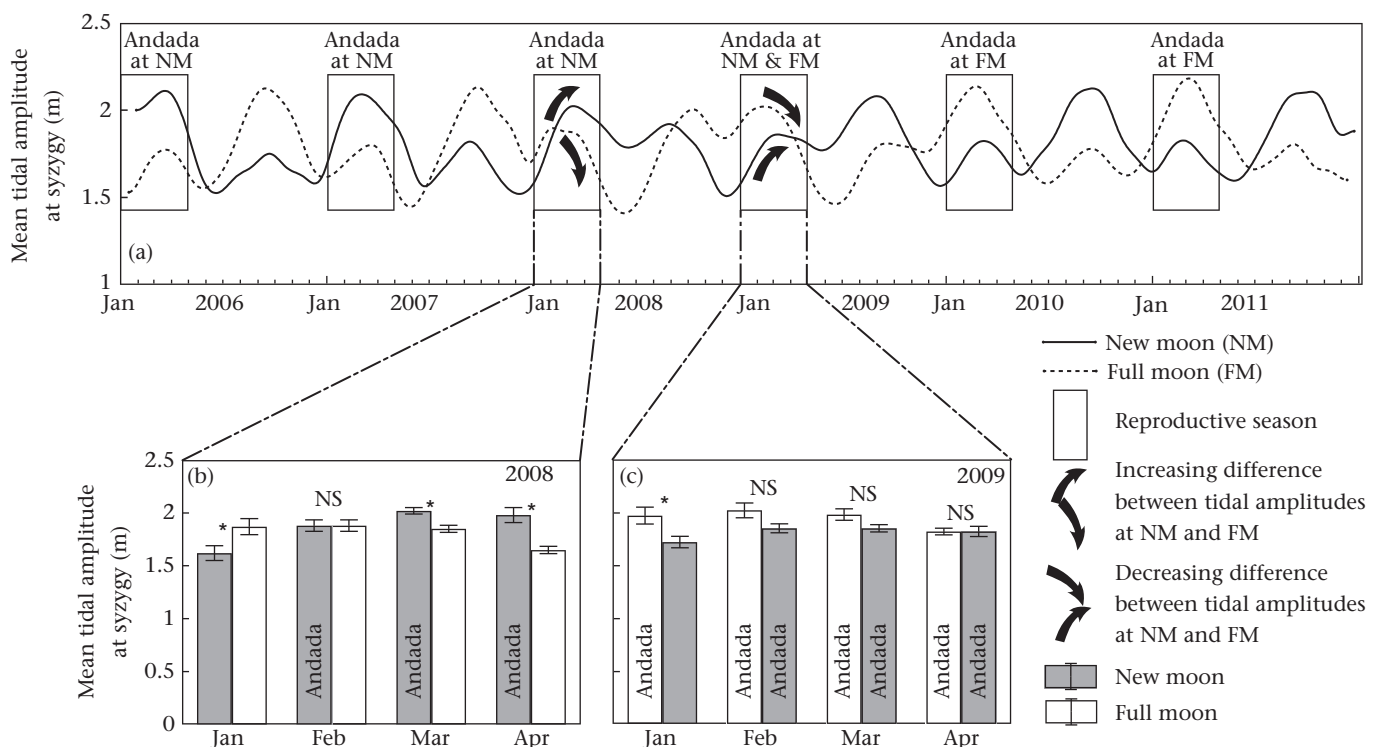 Mean tidal amplitude
at syzygy (m)
2.5
2
1.5
1
Andada
at NM
Andada
at NM
Andada
at NM
Andada at
NM & FM
Andada
at FM
Andada
at FM
(a)
Jan 2006 Jan 2007 Jan 2008 Jan 2009 Jan 2010 Jan 2011
New moon (NM)
Full moon (FM)
Reproductive season
Increasing difference
between tidal amplitudes
at NM and FM
Decreasing difference
between tidal amplitudes
at NM and FM
New moon
Full moon
Mean tidal amplitude
at syzygy (m)
2.5
2
1.5
1
0.5
0
(b) 2008
* NS * *
Andada Andada Andada
Jan Feb Mar Apr
(c) 2009
* NS NS NS
Andada Andada Andada Andada Andada Andada Andada
Jan Feb Mar Apr